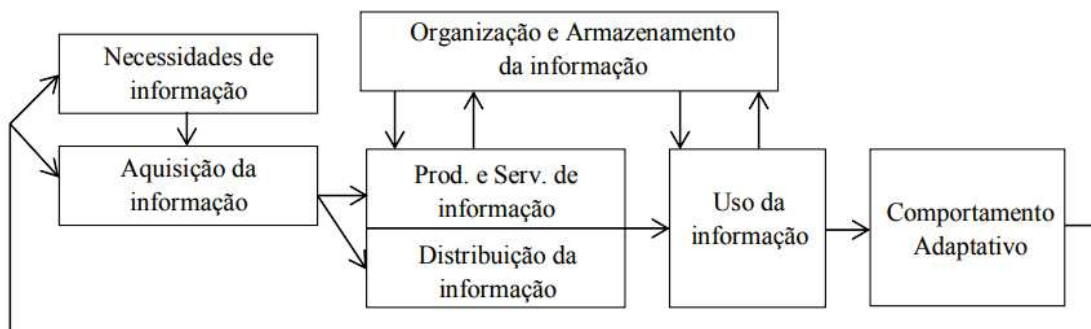 Necessidades de
informação
Organização e Armazenamento
da informação
Aquisição da
informação
Prod. e Serv. de
informação
Distribuição da
informação
Uso da
informação
Comportamento
Adaptativo